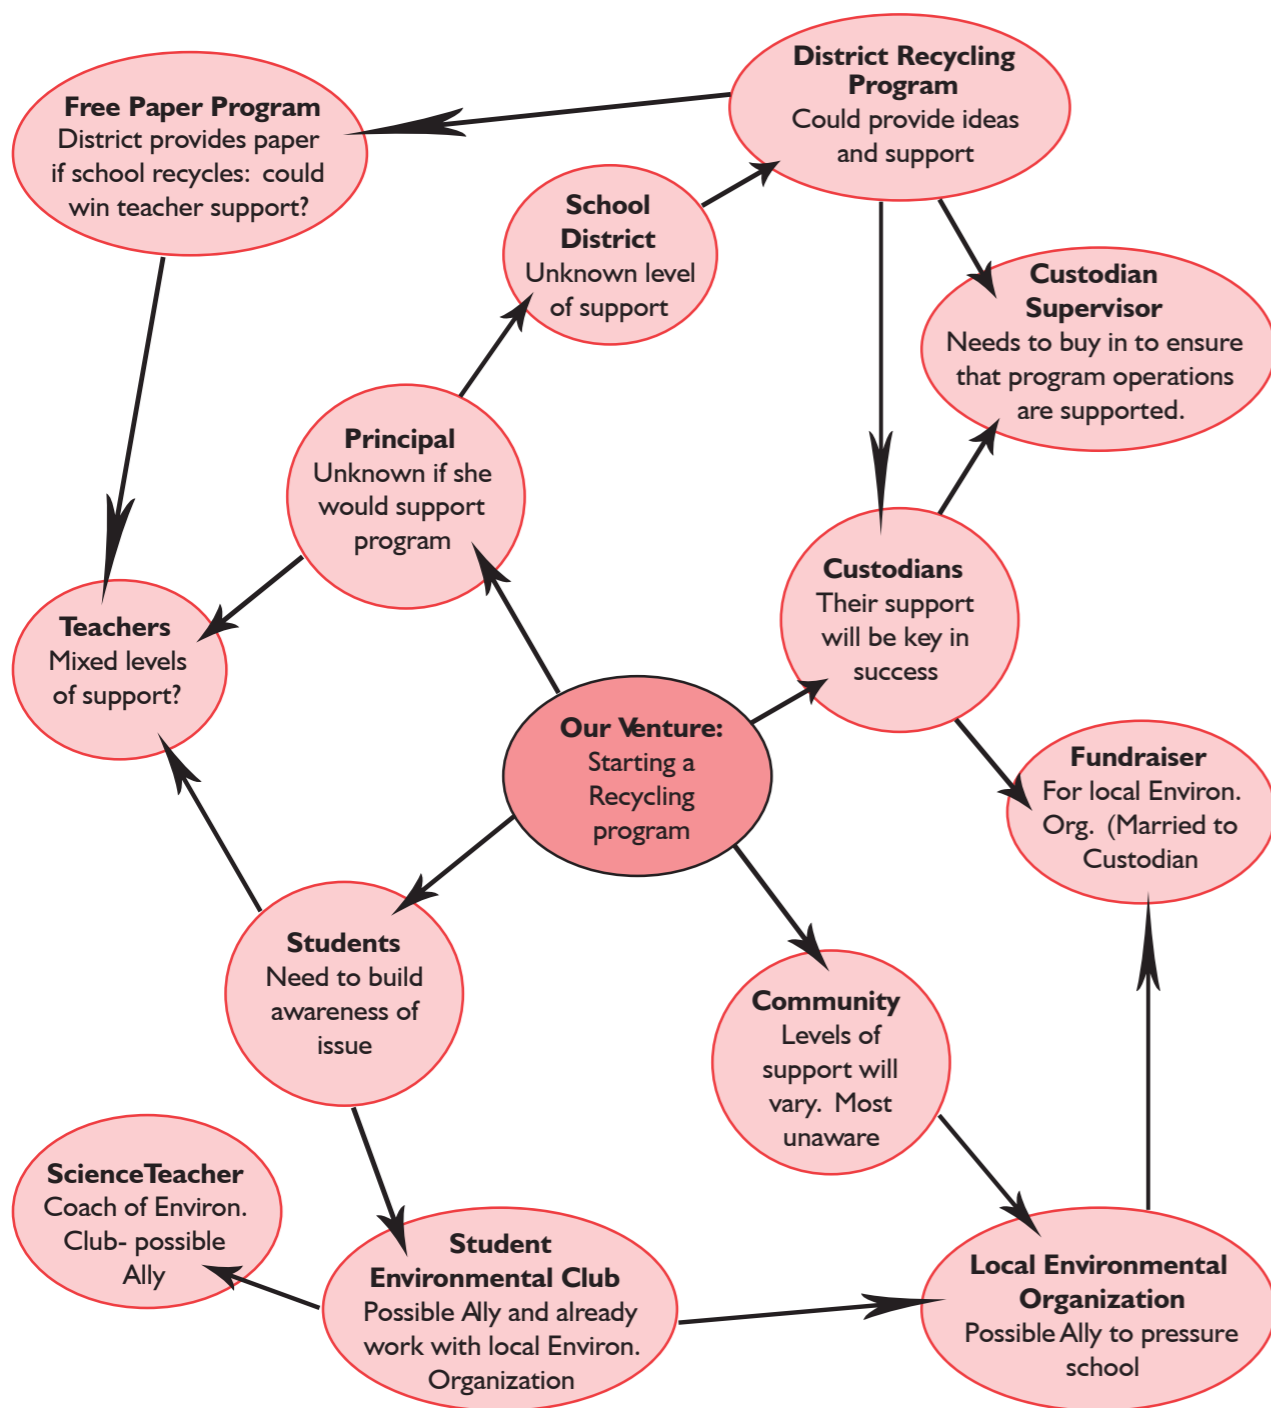 District Recycling
Program
Could provide ideas
and support
Free Paper Program
District provides paper
if school recycles:  could
win teacher support?
School
District
Unknown level
of support
Custodian
Supervisor
Needs to buy in to ensure
that program operations
are supported.
Principal
Unknown if she
would support
program
Custodians
Their support
will be key in
success
Teachers
Mixed levels
of support?
Our Venture:
Starting a
Recycling
program
Fundraiser
For local Environ.
Org.  (Married to
Custodian
Students
Need to build
awareness of
issue
Community
Levels of
support will
vary.  Most
unaware
ScienceTeacher
Coach of Environ.
Club- possible
Ally
Student
Environmental Club
Possible Ally and already
work with local Environ.
Organization
Local Environmental
Organization
Possible Ally to pressure
school